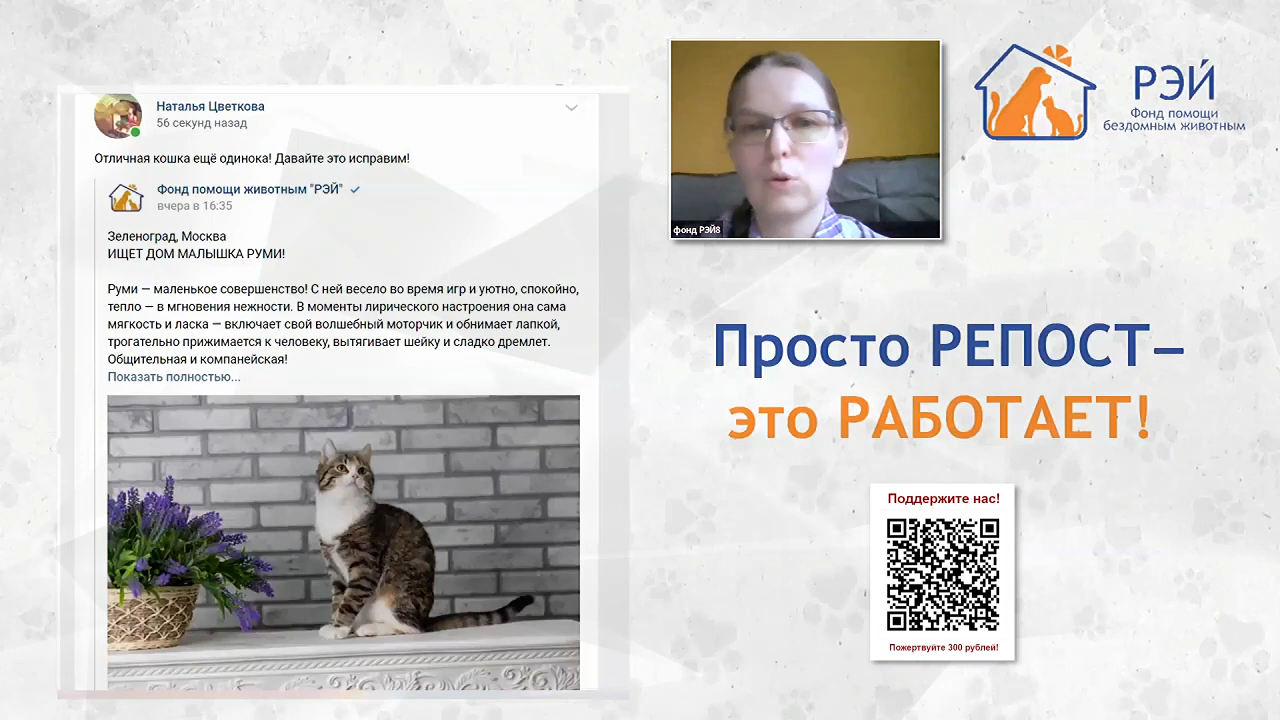 Наталья Цветкова
56 секунд назад
Отличная кошка ещё одинока! Давайте это исправим!
Фонд помощи животным "РЭЙ"
вчера в 16:35
Зеленоград, Москва
ИЩЕТ ДОМ МАЛЫШКА РУМИ!
Руми — маленькое совершенство! С ней весело во время игр и уютно, спокойно,
тепло — в мгновения нежности. В моменты лирического настроения она сама
мягкость и ласка — включает свой волшебный моторчик и обнимает лапкой,
трогательно прижимается к человеку, вытягивает шейку и сладко дремлет.
Общительная и компанейская!
Показать полностью...
фонд РЭЙ8
РЭЙ
Фонд помощи
бездомным животным
Просто РЕПОСТ–
это РАБОТАЕТ!
Поддержите нас!
Пожертвуйте 300 рублей!